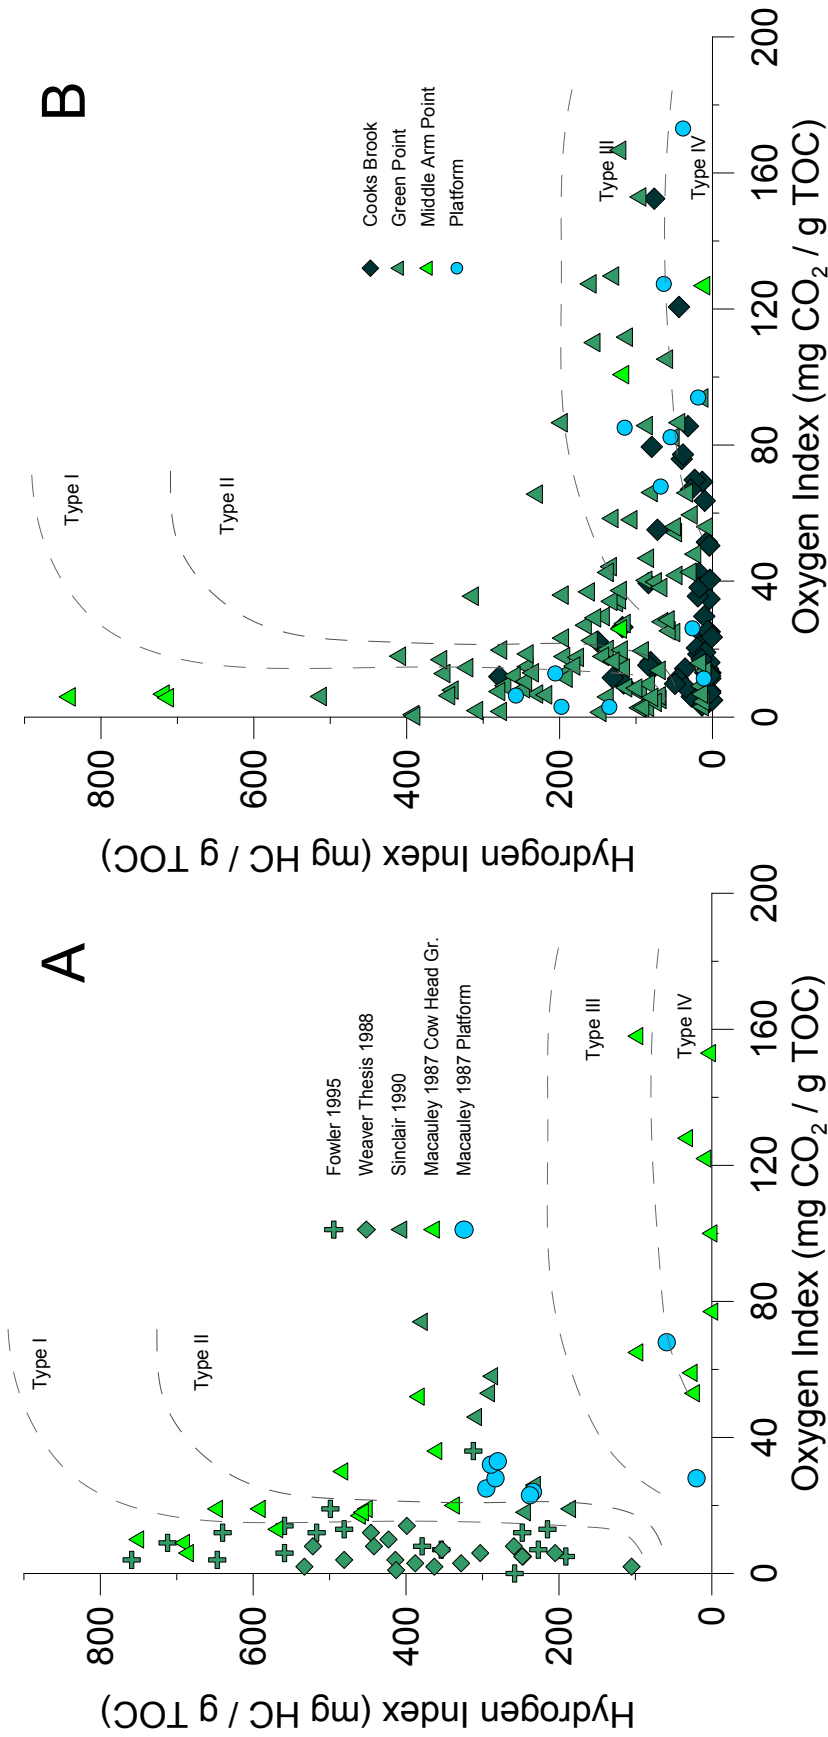 A
Hydrogen Index (mg HC / g TOC)
800
600
400
200
0
Type I
Type II
Fowler 1995
Weaver Thesis 1988
Sinclair 1990
Macauley 1987 Cow Head Gr.
Macauley 1987 Platform
Type III
Type IV
0
40
80
120
160
200
Oxygen Index (mg CO₂ / g TOC)
B
Hydrogen Index (mg HC / g TOC)
800
600
400
200
0
Type I
Type II
Cooks Brook
Green Point
Middle Arm Point
Platform
Type III
Type IV
0
40
80
120
160
200
Oxygen Index (mg CO₂ / g TOC)